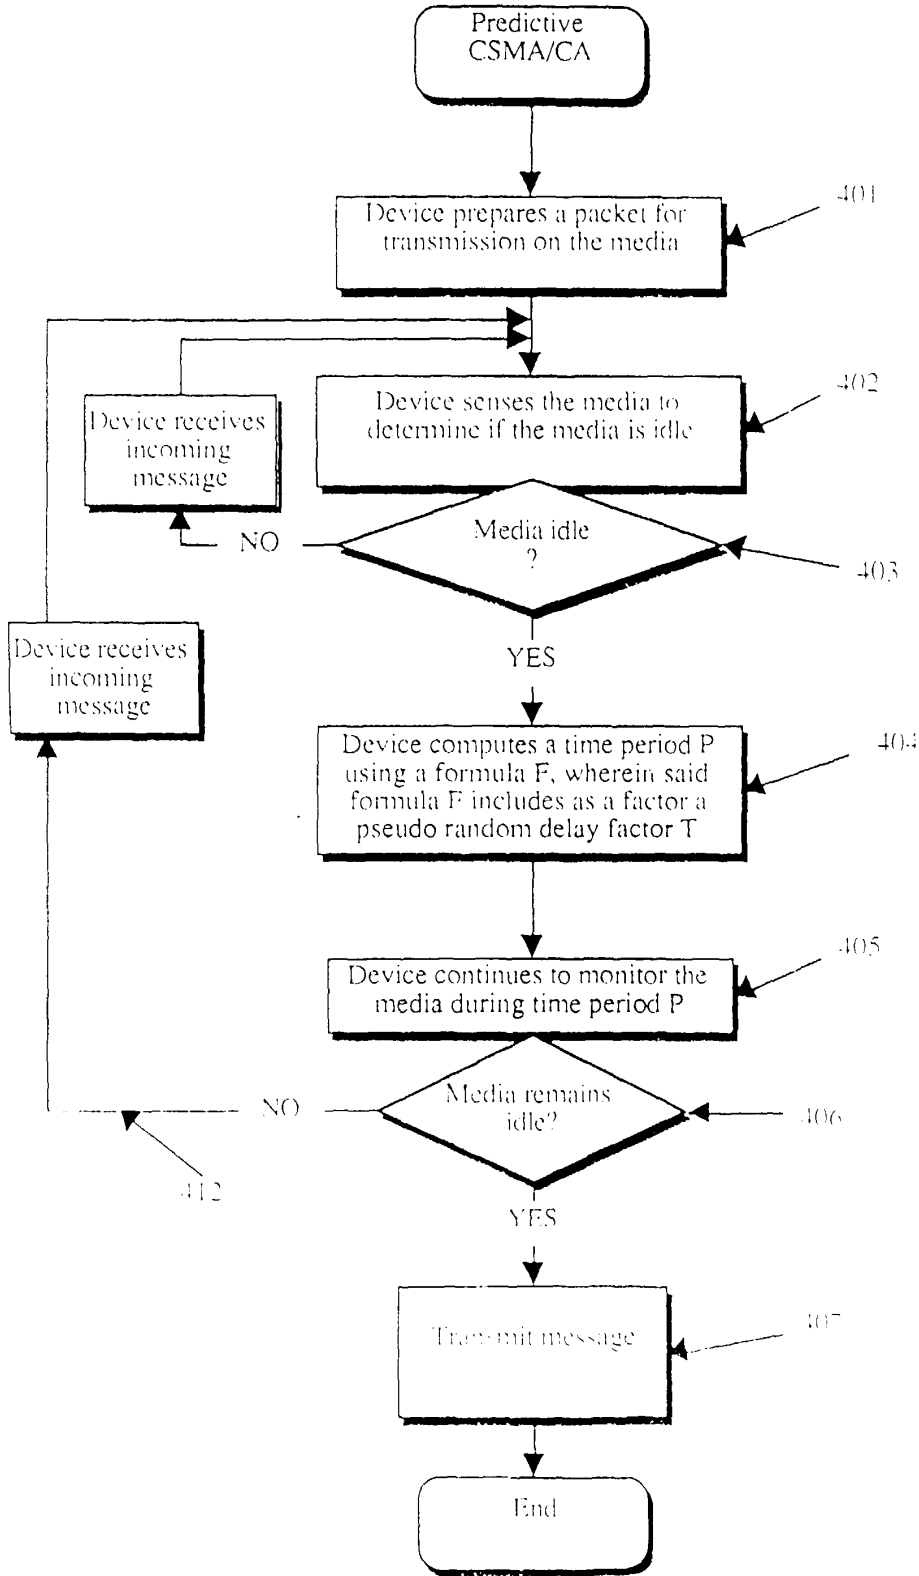 Predictive
CSMA/CA
401
Device prepares a packet for
transmission on the media
402
Device senses the media to
determine if the media is idle
Device receives
incoming
message
Media idle
?
NO
403
YES
Device receives
incoming
message
Device computes a time period P
using a formula F, wherein said
formula F includes as a factor a
pseudo random delay factor T
404
405
Device continues to monitor the
media during time period P
Media remains
idle?
NO
406
412
YES
Transmit message
407
End